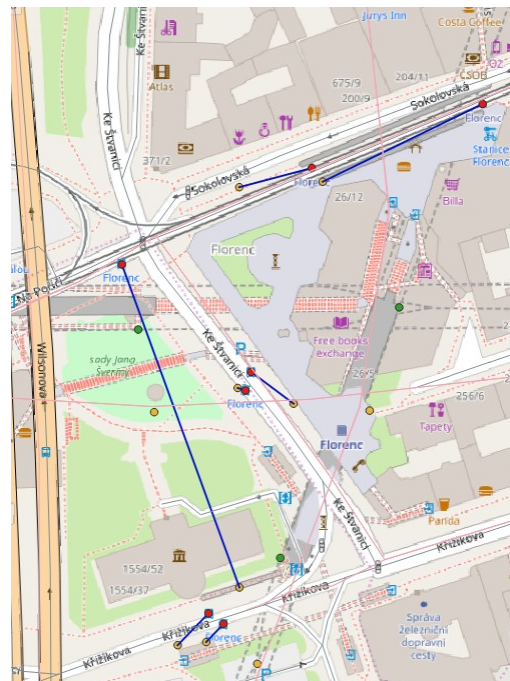 Jurys Inn
Costa Coffee
Ke Štvanici
O2
Atlas
675/9
204/11
ČSOB
200/9
Sokolovská
Florenc
Ke Štvanici
Stanice
Florenc
371/2
Sokolovská
26/12
Billa
Florenc
Florenc
Na Poříčí
Wilsonova
Ke Štvanici
Free books
exchange
sady Jana
Švermy
26/5
256/6
Florenc
Tapety
Florenc
Panda
Ke Štvanici
1554/52
1554/37
Křižíkova
Křižíkova
Křižíkova
Křižíkova
Správa
železniční
dopravní
cesty